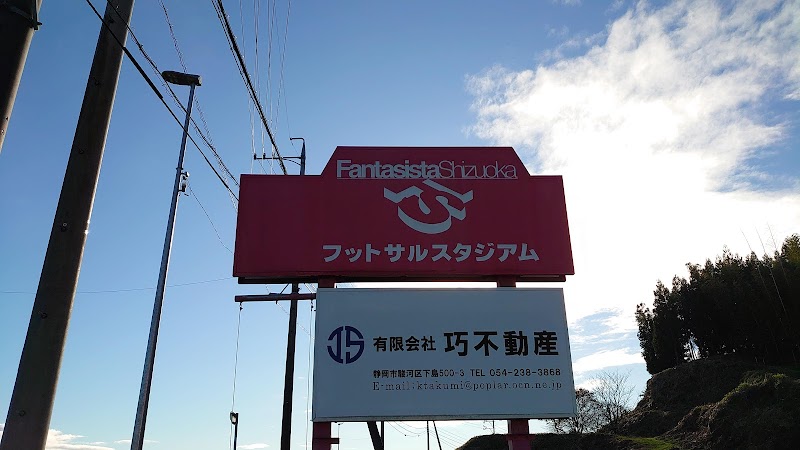 FantasistaShizuoka
フットサルスタジアム
有限会社 巧不動産
静岡市駿河区下島500-3 TEL 054-238-3868
E-mail:ktakumi@poplar.ocn.ne.jp